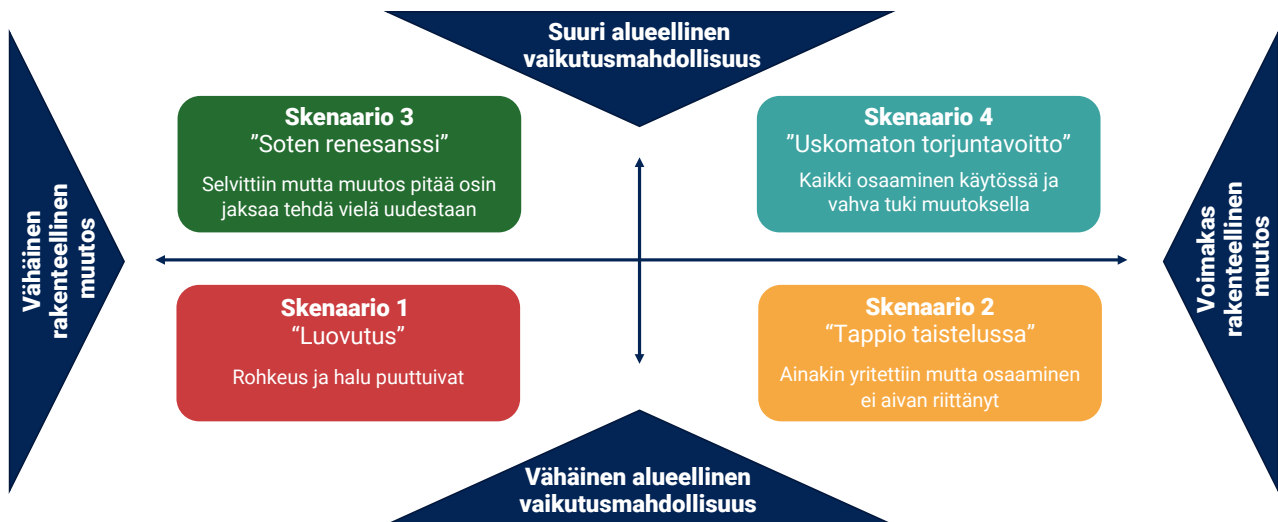 Suuri alueellinen
vaikutusmahdollisuus
Vähäinen
rakenteellinen
muutos
Skenaario 3
”Soten renesanssi”
Selvittiin mutta muutos pitää osin
jaksaa tehdä vielä uudestaan
Skenaario 4
”Uskomaton torjuntavoitto”
Kaikki osaaminen käytössä ja
vahva tuki muutoksella
Voimakas
rakenteellinen
muutos
Skenaario 1
“Luovutus”
Rohkeus ja halu puuttuivat
Skenaario 2
“Tappio taistelussa”
Ainakin yritettiin mutta osaaminen
ei aivan riittänyt
Vähäinen alueellinen
vaikutusmahdollisuus